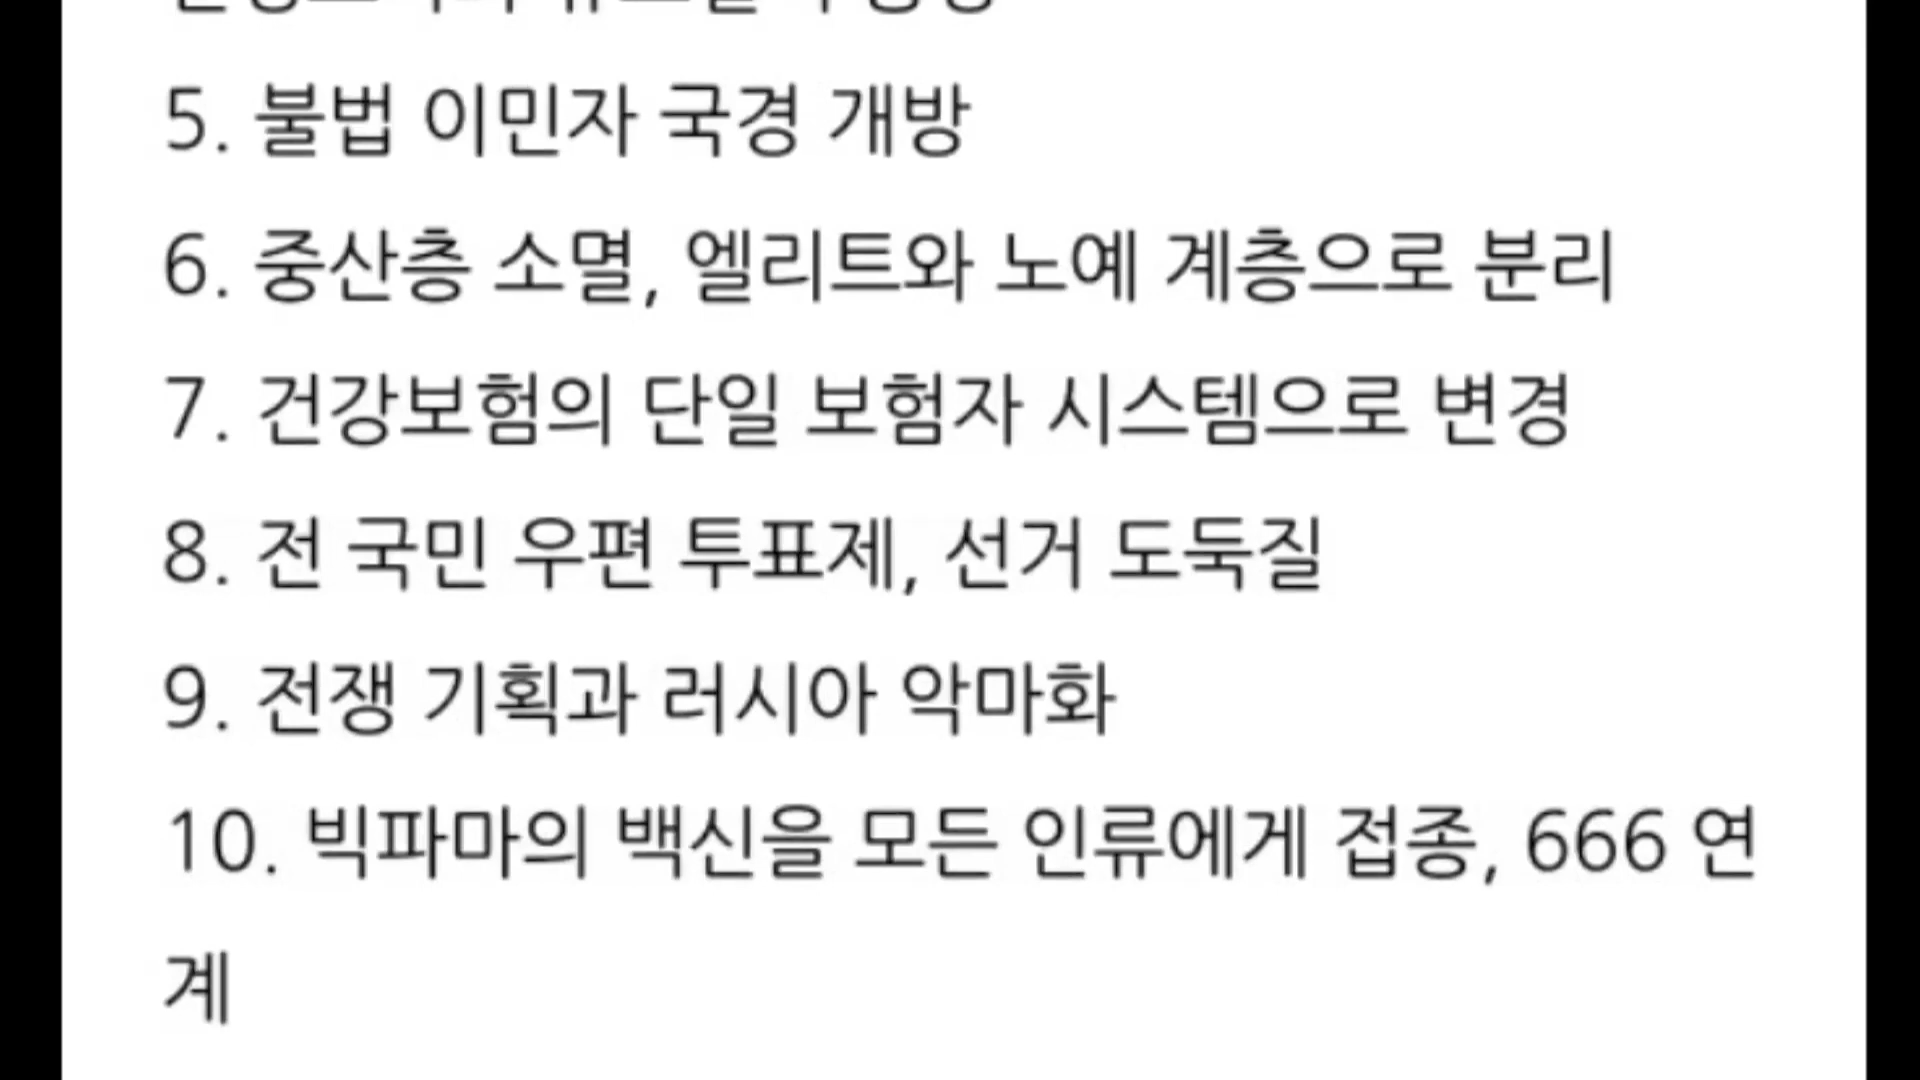 5. 불법 이민자 국경 개방
6. 중산층 소멸, 엘리트와 노예 계층으로 분리
7. 건강보험의 단일 보험자 시스템으로 변경
8. 전 국민 우편 투표제, 선거 도둑질
9. 전쟁 기획과 러시아 악마화
10. 빅파마의 백신을 모든 인류에게 접종, 666 연
계